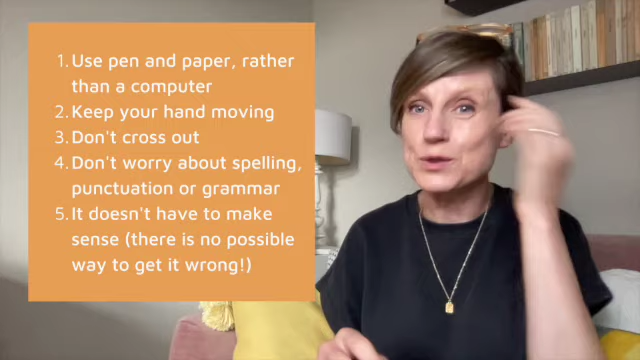 1. Use pen and paper, rather
than a computer
2. Keep your hand moving
3. Don't cross out
4. Don't worry about spelling,
punctuation or grammar
5. It doesn't have to make
sense (there is no possible
way to get it wrong!)